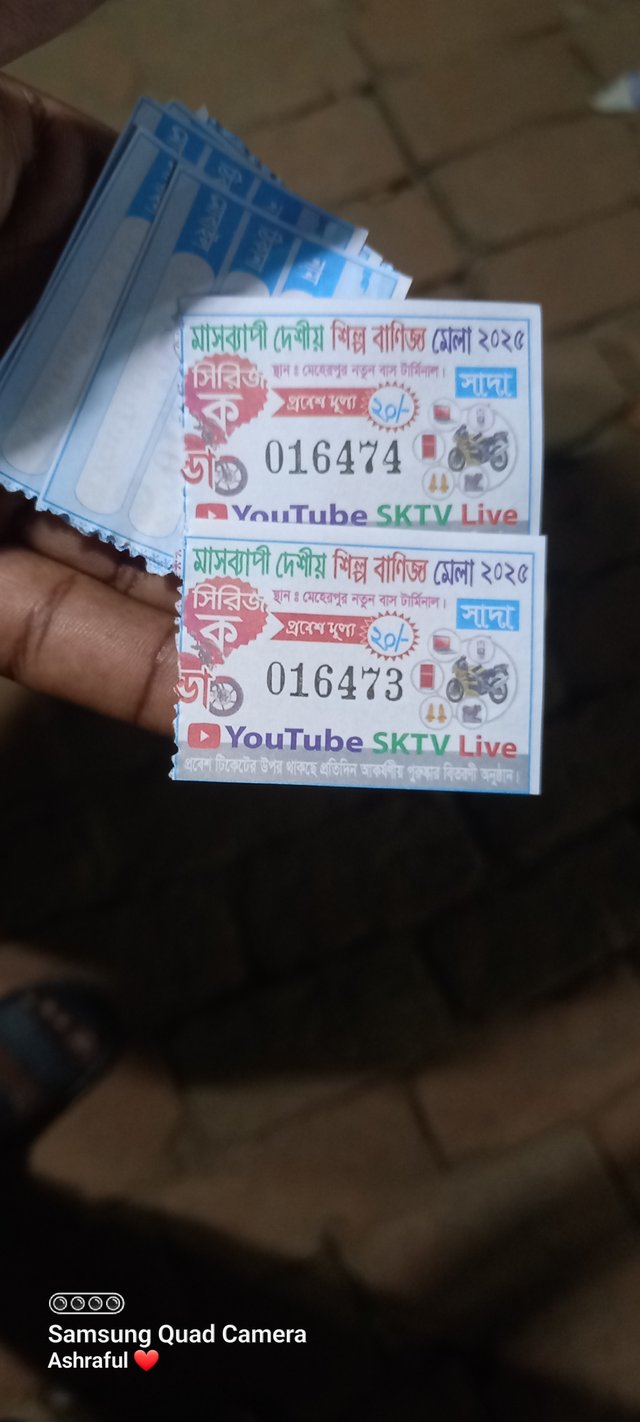 মাসব্যাপী দেশীয় শিল্প বাণিজ্য মেলা ২০২৫
স্থান ঃ মেহেরপুর নতুন বাস টার্মিনাল।
সিরিজ
সাদা
ক
প্রবেশ মূল্য
২০/-
016474
YouTube SKTV Live
মাসব্যাপী দেশীয় শিল্প বাণিজ্য মেলা ২০২৫
স্থান ঃ মেহেরপুর নতুন বাস টার্মিনাল।
সিরিজ
সাদা
ক
প্রবেশ মূল্য
২০/-
016473
YouTube SKTV Live
প্রবেশ টিকেটের উপর থাকছে প্রতিদিন আকর্ষণীয় পুরুষ্কার বিতরণী অনুষ্ঠান।
Samsung Quad Camera
Ashraful ❤️